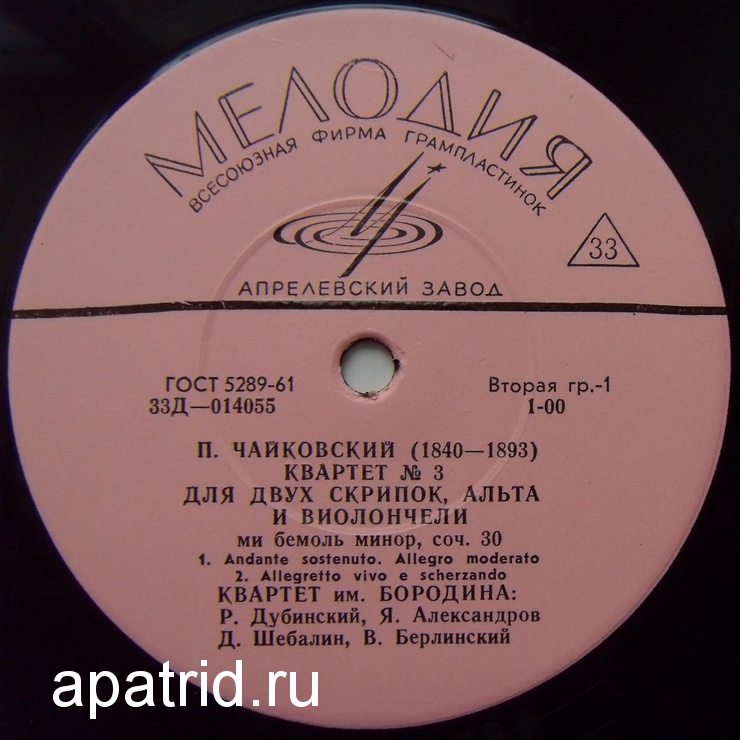 МЕЛОДИЯ
ВСЕСОЮЗНАЯ ФИРМА ГРАМПЛАСТИНОК
33
АПРЕЛЕВСКИЙ ЗАВОД
ГОСТ 5289-61 Вторая гр.-1
33Д—014055 1-00
П. ЧАЙКОВСКИЙ (1840—1893)
КВАРТЕТ № 3
ДЛЯ ДВУХ СКРИПОК, АЛЬТА
И ВИОЛОНЧЕЛИ
ми бемоль минор, соч. 30
1. Andante sostenuto. Allegro moderato
2. Allegretto vivo e scherzando
КВАРТЕТ им. БОРОДИНА:
Р. Дубинский, Я. Александров
Д. Шебалин, В. Берлинский
apatrid.ru